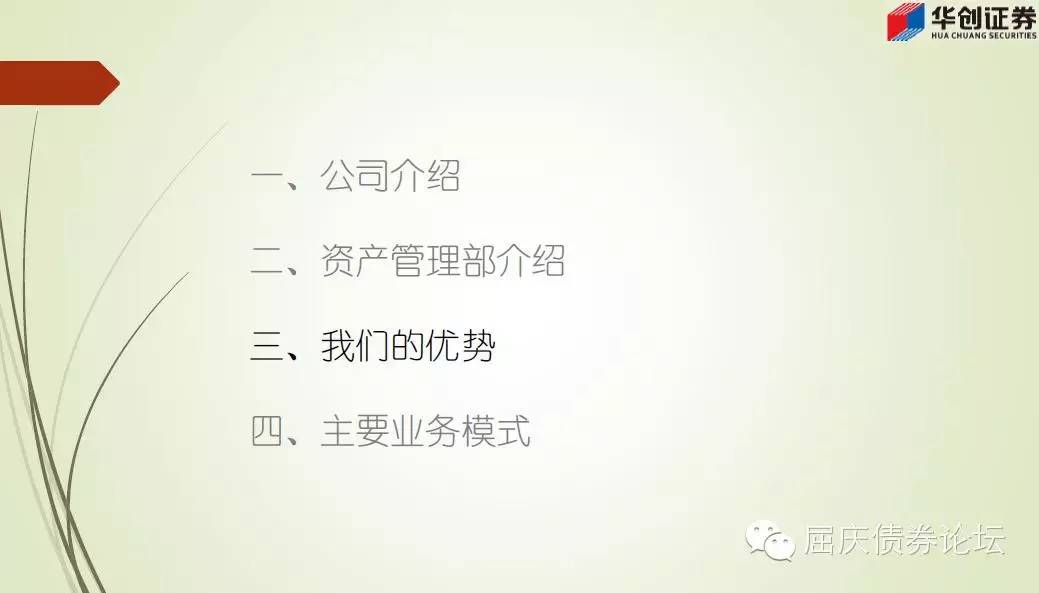 华创证券
HUA CHUANG SECURITIES
一、公司介绍
二、资产管理部介绍
三、我们的优势
四、主要业务模式
屈庆债券论坛